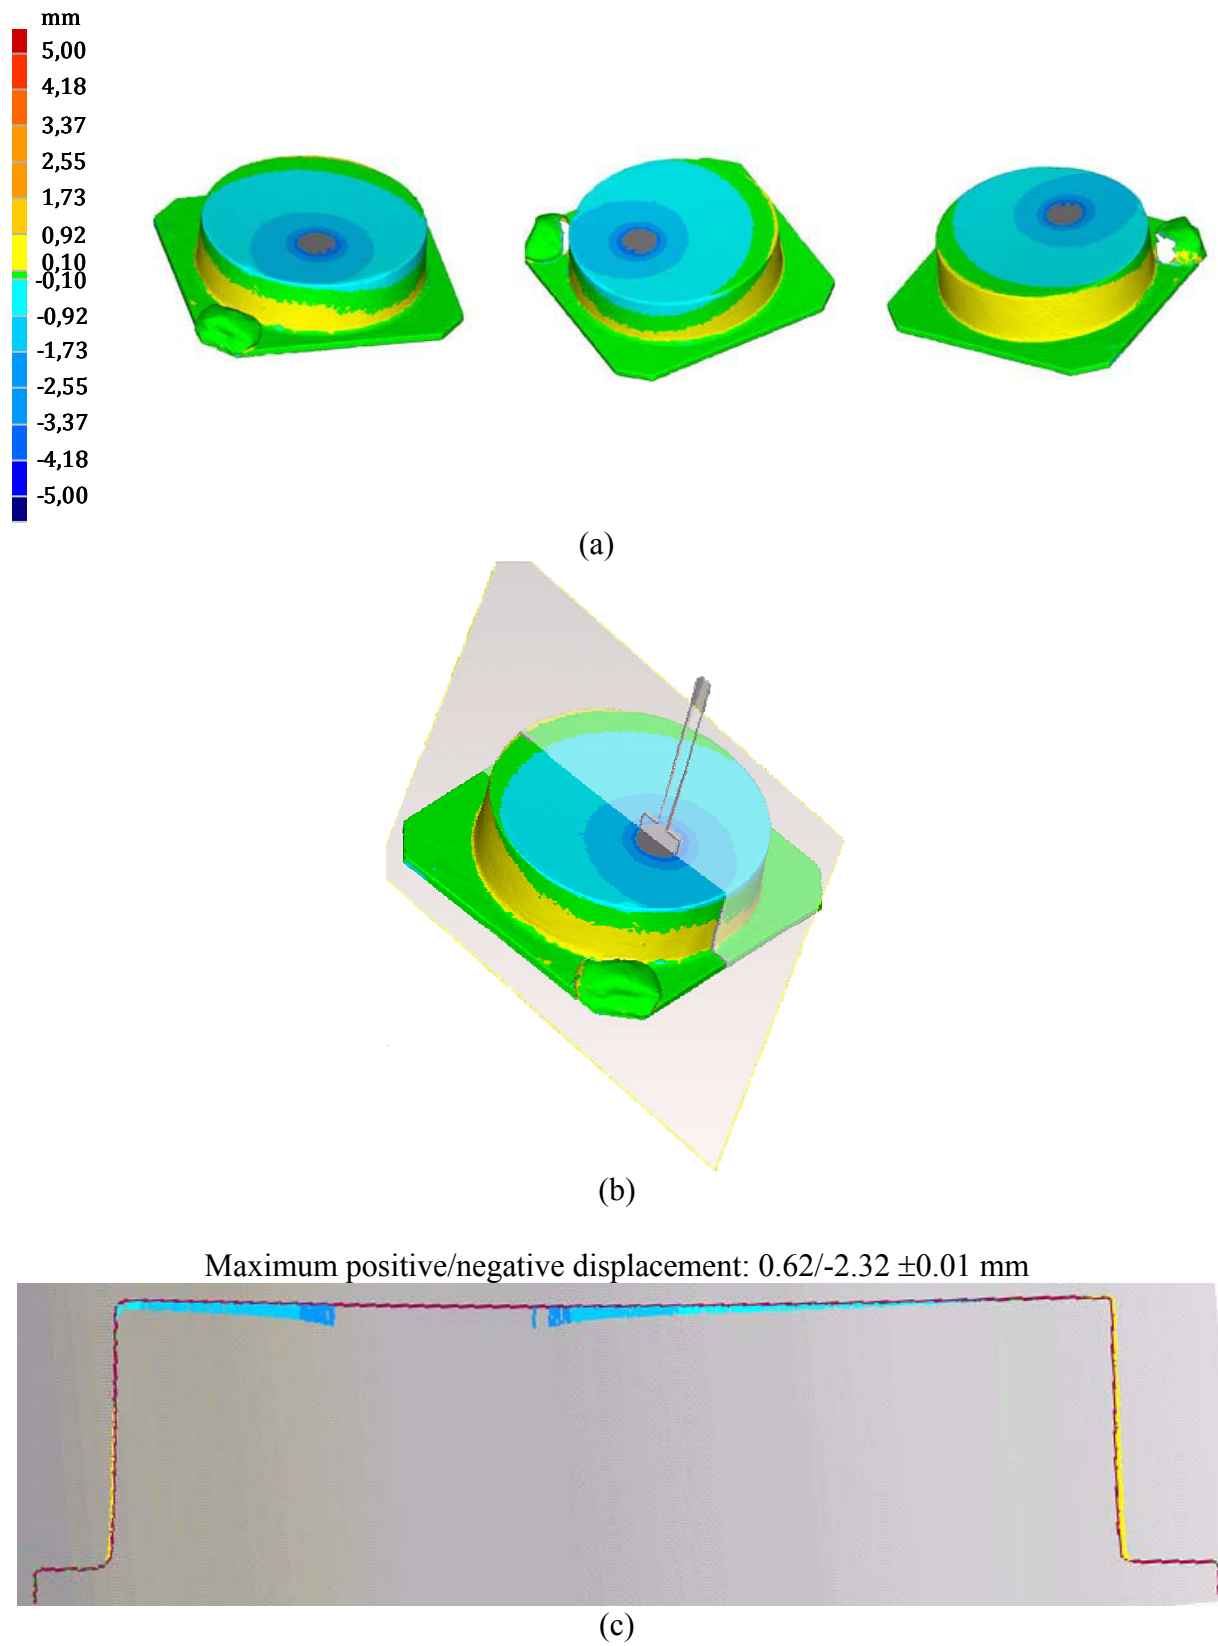 mm
5,00
4,18
3,37
2,55
1,73
0,92
0,10
-0,10
-0,92
-1,73
-2,55
-3,37
-4,18
-5,00
(a)
(b)
Maximum positive/negative displacement: 0.62/-2.32 ±0.01 mm
(c)